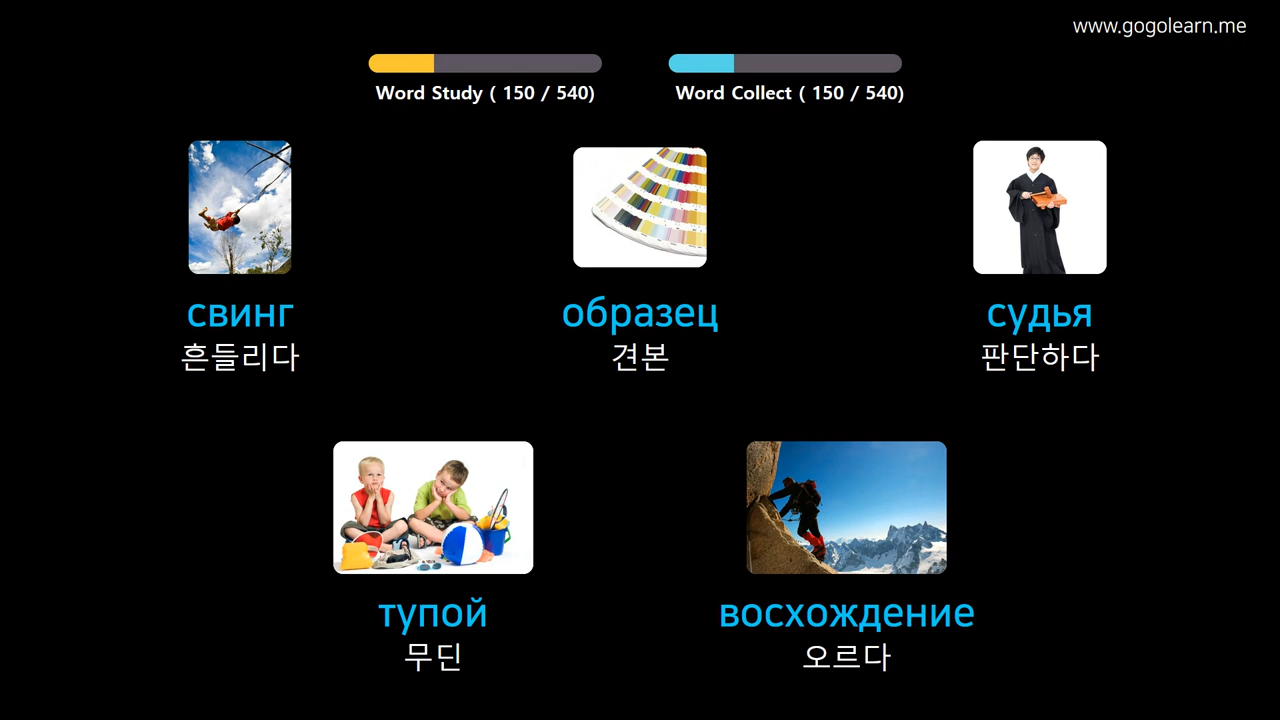 www.gogolearn.me
Word Study ( 150 / 540)
Word Collect ( 150 / 540)
свинг
흔들리다
образец
견본
судья
판단하다
тупой
무딘
восхождение
오르다